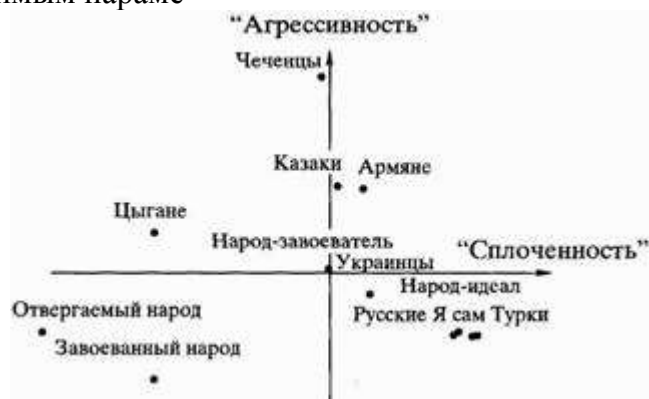 “Агрессивность”
Чеченцы
Казаки Армяне
Цыгане
Народ-завоеватель
“Сплоченность”
Украинцы
Народ-идеал
Отвергаемый народ
Русские Я сам Турки
Завоеванный народ